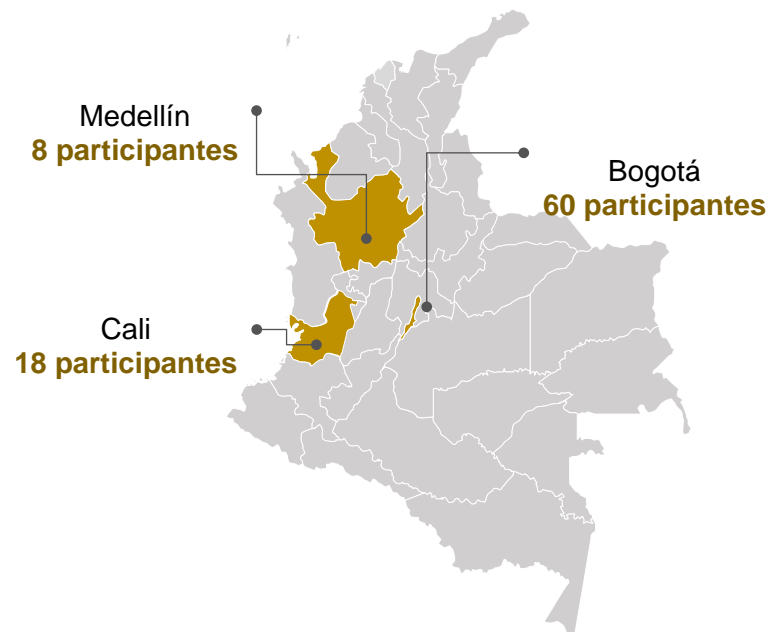 Medellín
8 participantes
Bogotá
60 participantes
Cali
18 participantes